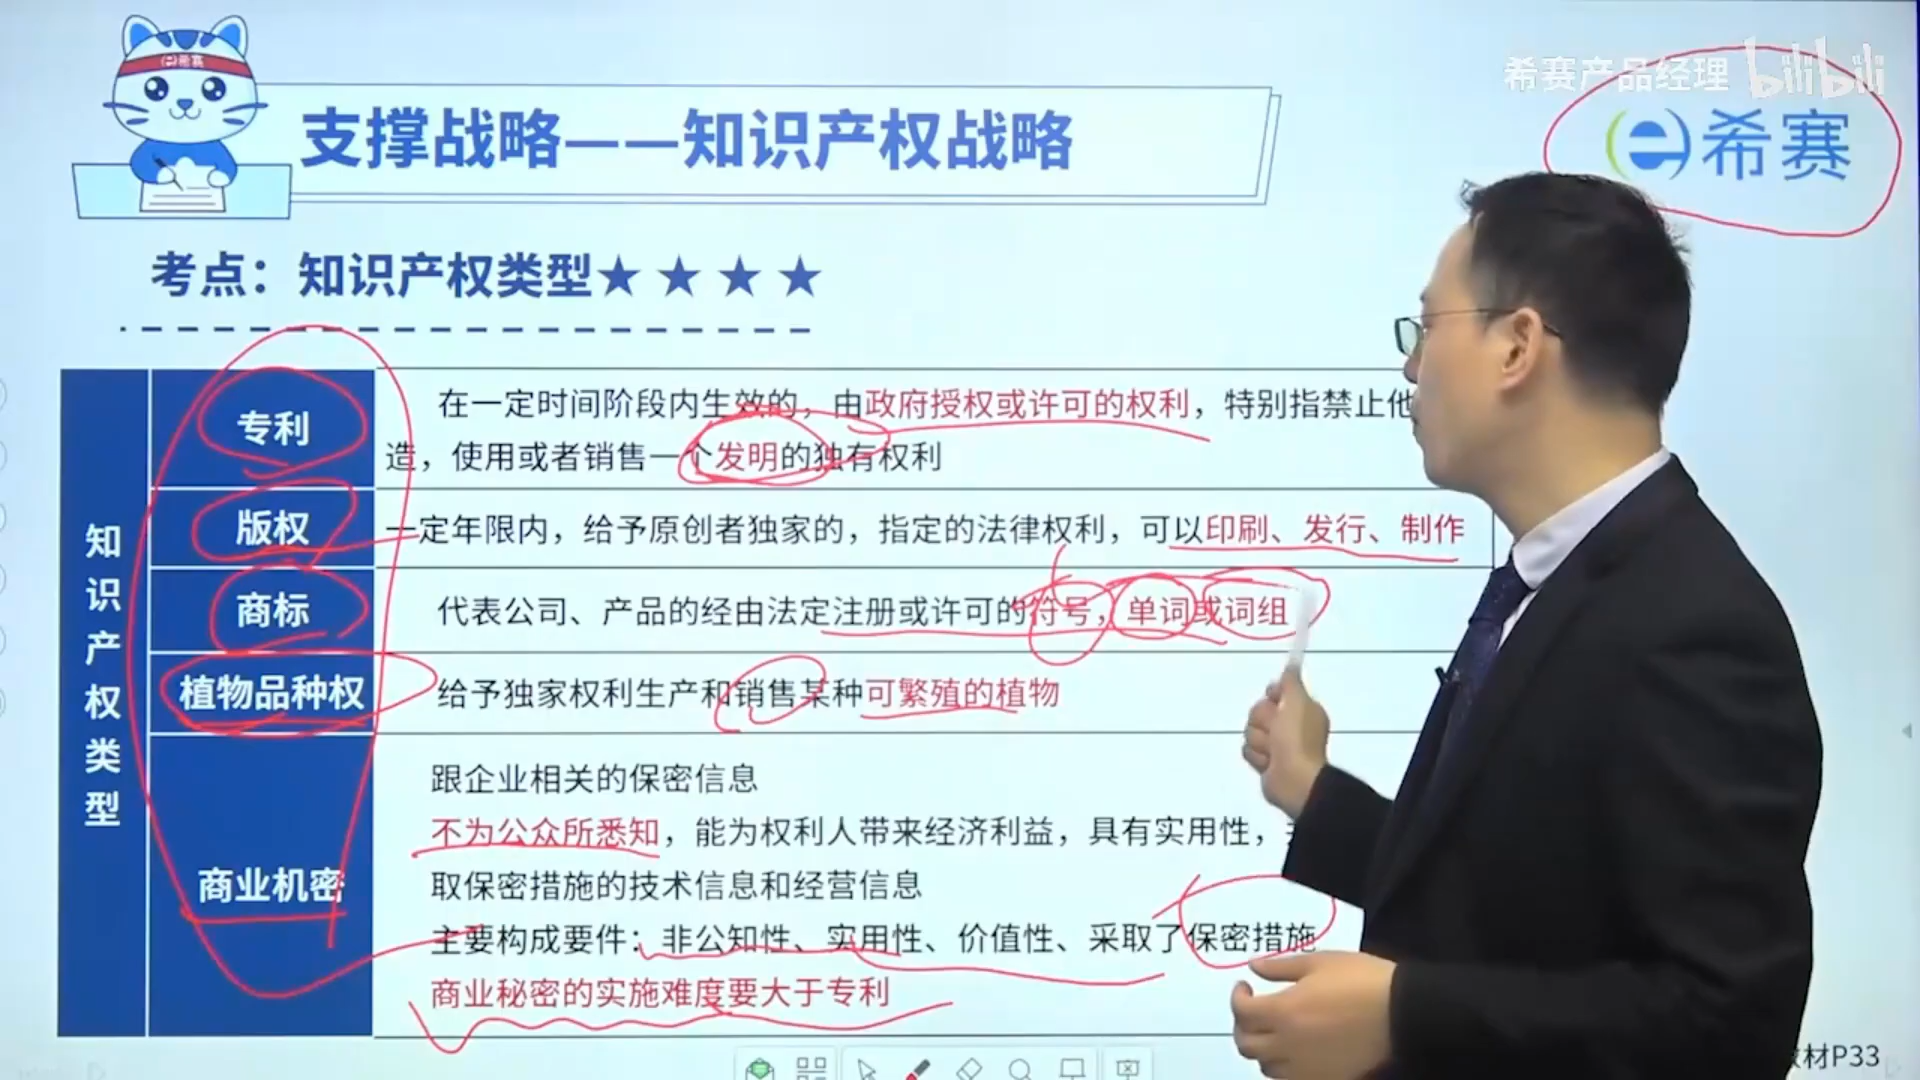 希赛产品经理 bilibili
希赛
希赛
支撑战略——知识产权战略
考点：知识产权类型★★★★
知识产权类型
专利
在一定时间阶段内生效的，由政府授权或许可的权利，特别指禁止他
造，使用或者销售一个发明的独有权利
版权
一定年限内，给予原创者独家的，指定的法律权利，可以印刷、发行、制作
商标
代表公司、产品的经由法定注册或许可的符号，单词或词组
植物品种权
给予独家权利生产和销售某种可繁殖的植物
商业机密
跟企业相关的保密信息
不为公众所悉知，能为权利人带来经济利益，具有实用性，
取保密措施的技术信息和经营信息
主要构成要件：非公知性、实用性、价值性、采取了保密措施
商业秘密的实施难度要大于专利
材P33